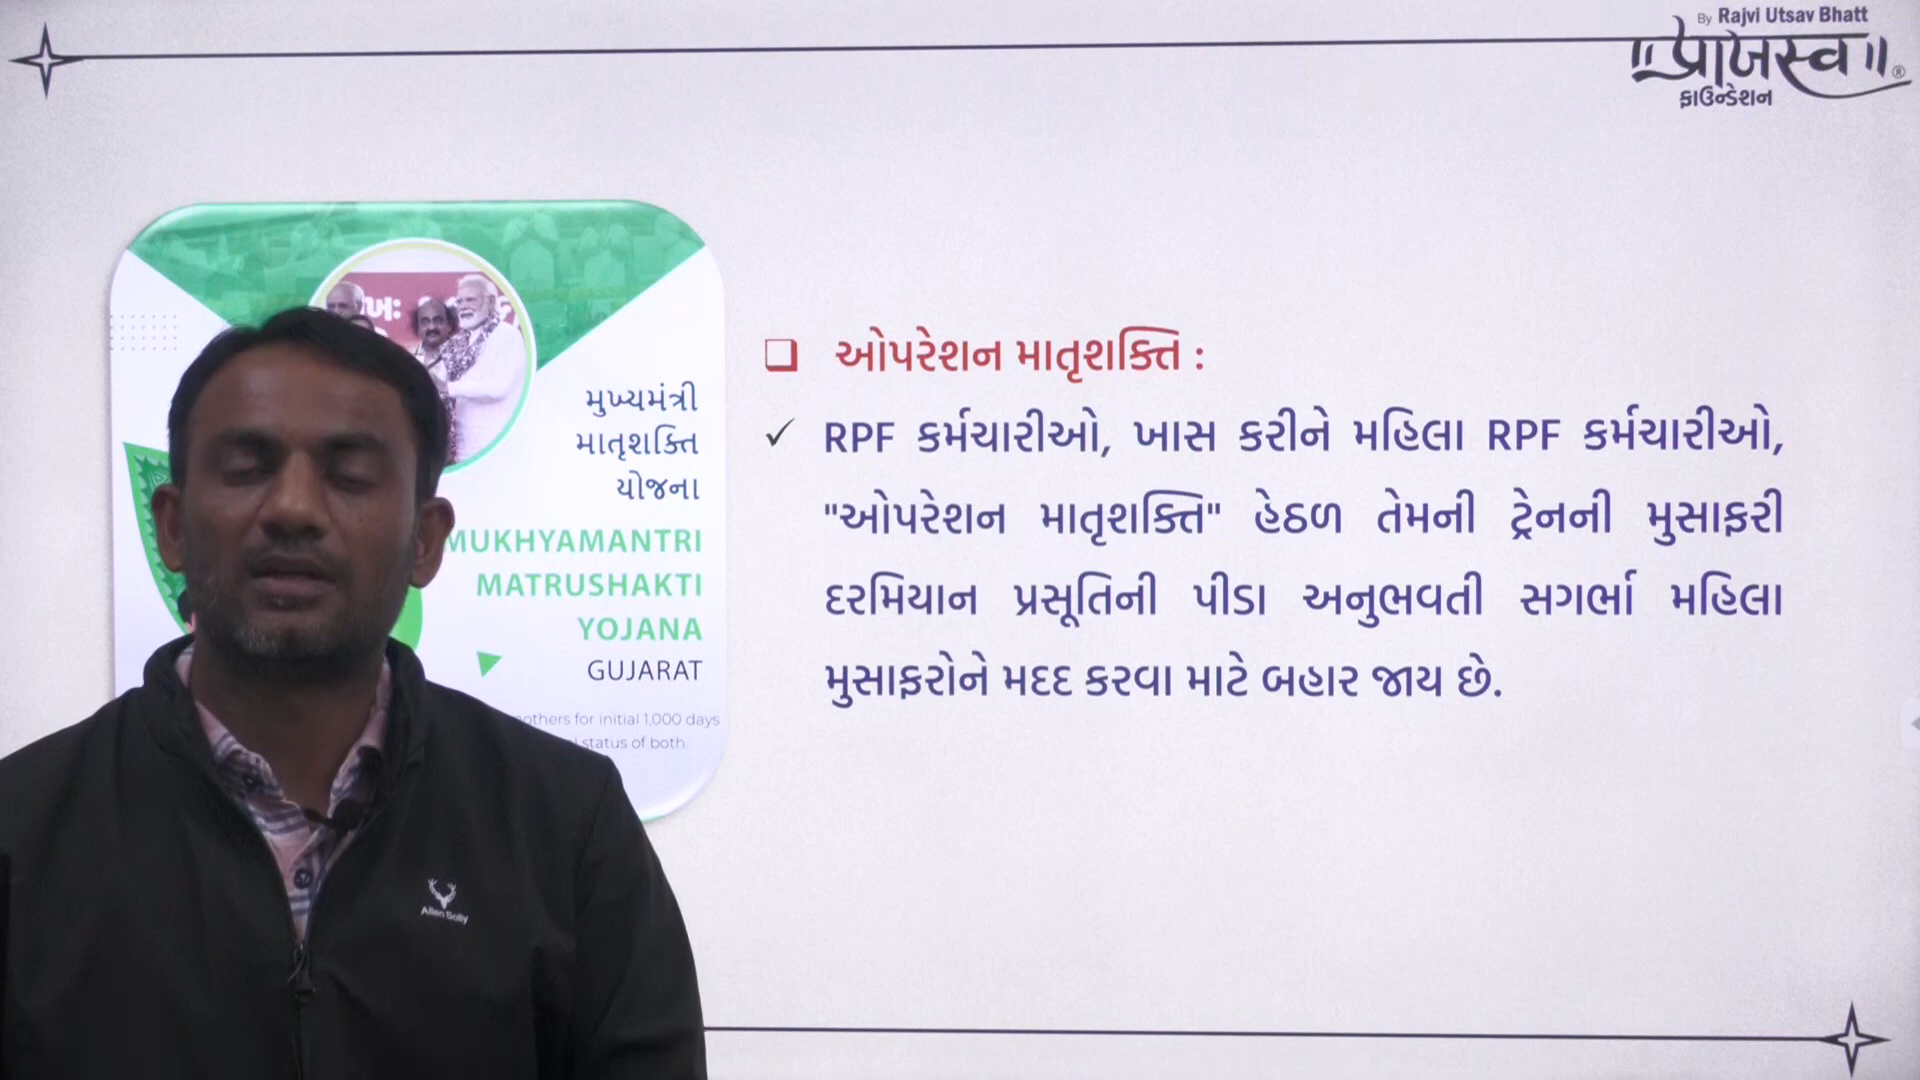 By Rajvi Utsav Bhatt
॥પ્રાજસ્વ॥®
ફાઉન્ડેશન
મુખ્યમંત્રી
માતૃશક્તિ
યોજના
MUKHYAMANTRI
MATRUSHAKTI
YOJANA
GUJARAT
for initial 1,000 days
status of both.
ઓપરેશન માતૃશક્તિ :
RPF કર્મચારીઓ, ખાસ કરીને મહિલા RPF કર્મચારીઓ,
"ઓપરેશન માતૃશક્તિ" હેઠળ તેમની ટ્રેનની મુસાફરી
દરમિયાન પ્રસૂતિની પીડા અનુભવતી સગર્ભા મહિલા
મુસાફરોને મદદ કરવા માટે બહાર જાય છે.
Allen Solly